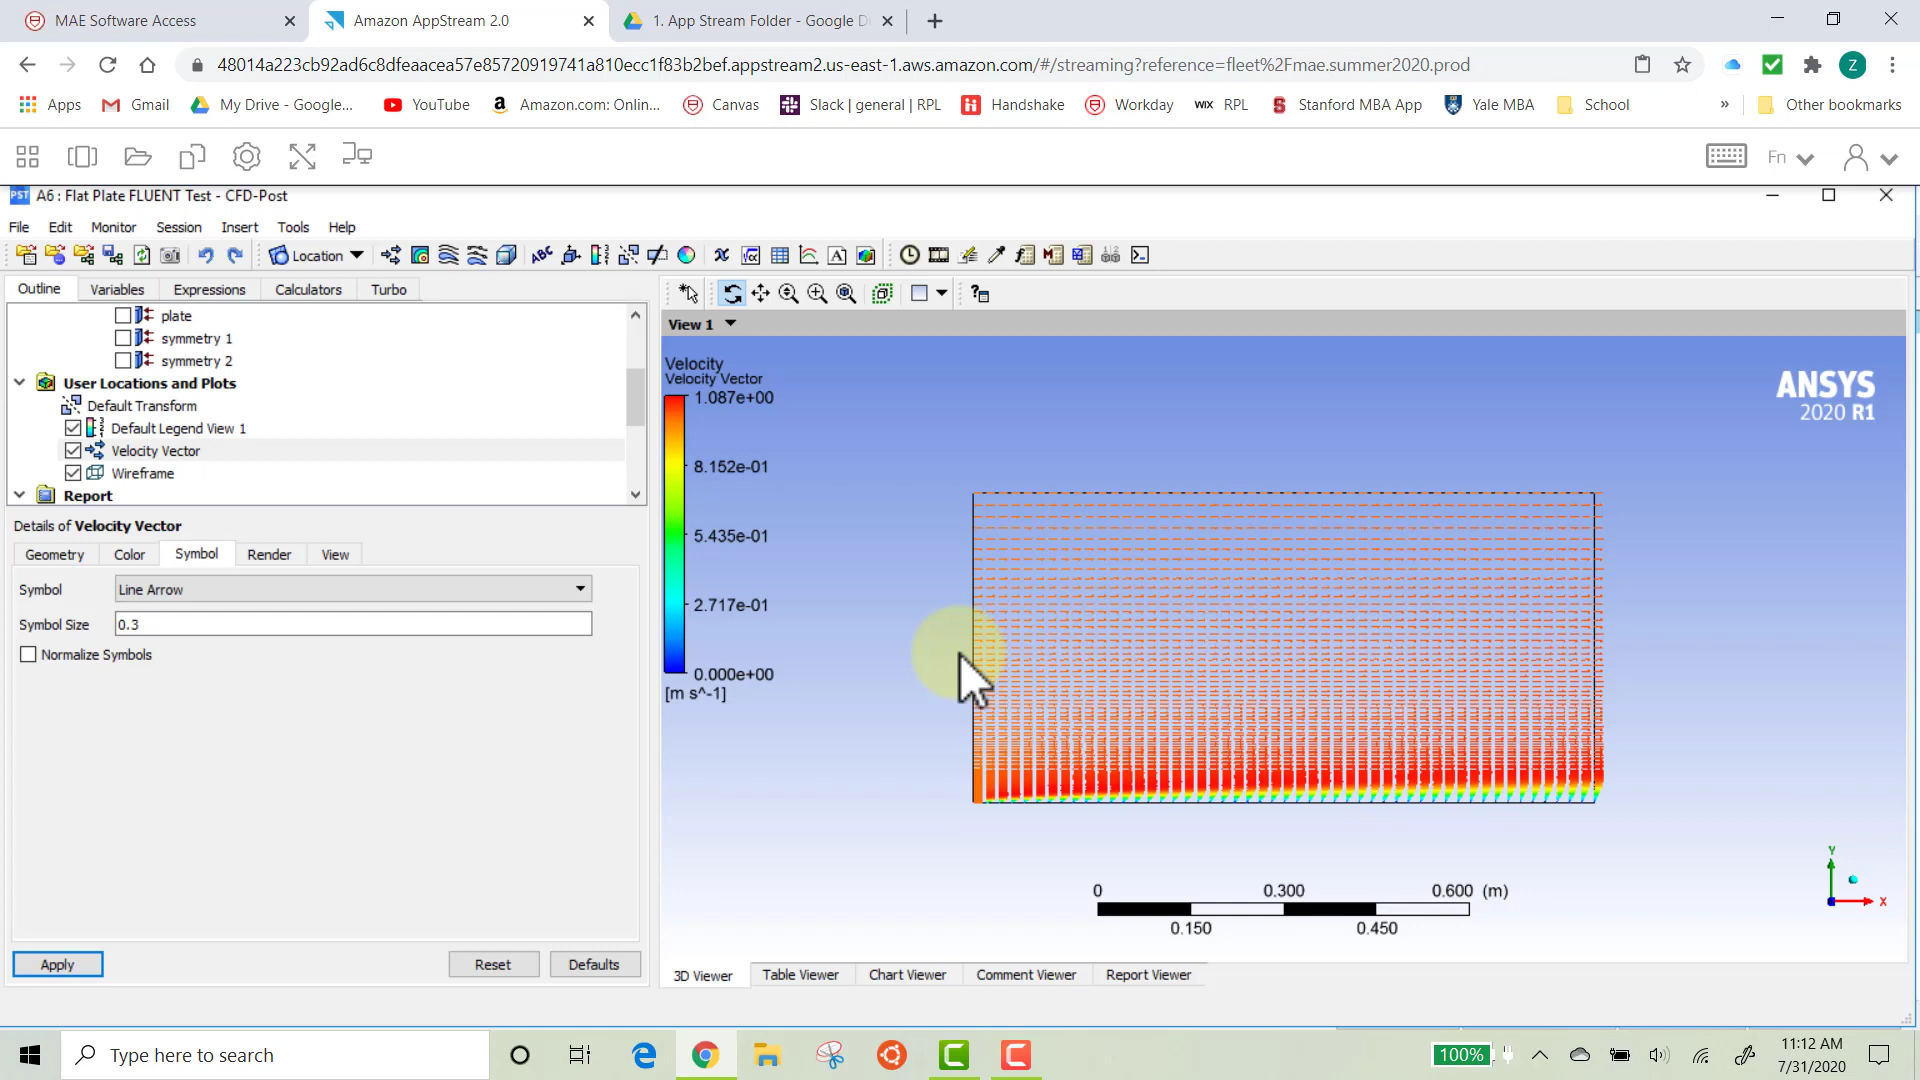 MAE Software Access
Amazon AppStream 2.0
1. App Stream Folder - Google D
48014a223cb92ad6c8dfeaacea57e85720919741a810ecc1f83b2bef.appstream2.us-east-1.aws.amazon.com/#/streaming?reference=fleet%2Fmae.summer2020.prod
Z
Apps Gmail My Drive - Google... YouTube Amazon.com: Onlin... Canvas Slack | general | RPL Handshake Workday WIX RPL Stanford MBA App Yale MBA School » Other bookmarks
Fn
PST A6 : Flat Plate FLUENT Test - CFD-Post
File Edit Monitor Session Insert Tools Help
Location
Outline Variables Expressions Calculators Turbo
plate
symmetry 1
symmetry 2
User Locations and Plots
Default Transform
Default Legend View 1
Velocity Vector
Wireframe
Report
Details of Velocity Vector
Geometry Color Symbol Render View
Symbol Line Arrow
Symbol Size 0.3
Normalize Symbols
Apply Reset Defaults
View 1
Velocity
Velocity Vector
1.087e+00
8.152e-01
5.435e-01
2.717e-01
0.000e+00
[m s^-1]
ANSYS
2020 R1
0 0.300 0.600 (m)
0.150 0.450
Y
X
3D Viewer Table Viewer Chart Viewer Comment Viewer Report Viewer
Type here to search
100%
11:12 AM
7/31/2020